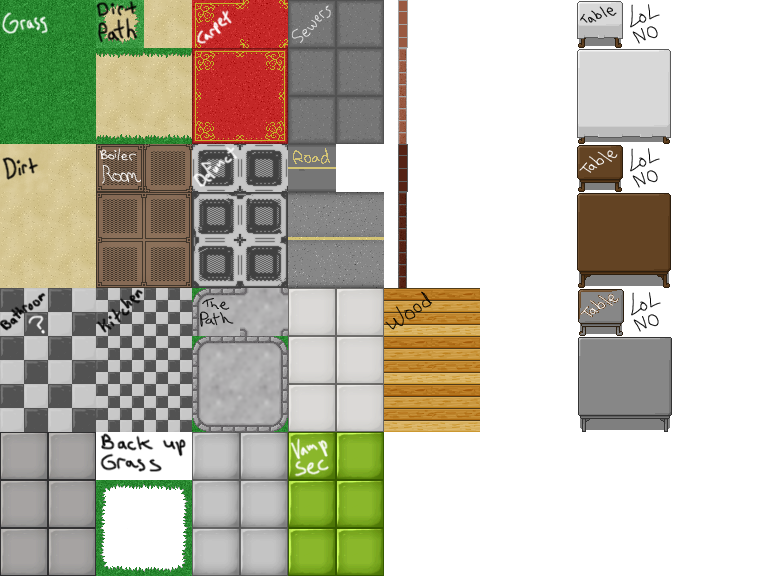 Grass
Dirt
Path
Carpet
Sewers
Table
LOL
NO
Dirt
Boiler
Room
Defunct
Road
Table
LOL
NO
Bathroom
?
Kitchen
The
Path
Wood
Table
LOL
NO
Back up
Grass
Vamp
Sec